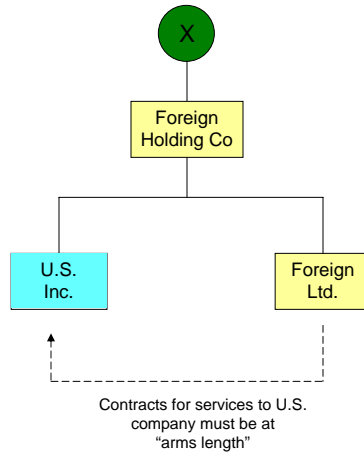 X
Foreign
Holding Co
U.S.
Inc.
Foreign
Ltd.
Contracts for services to U.S.
company must be at
“arms length”